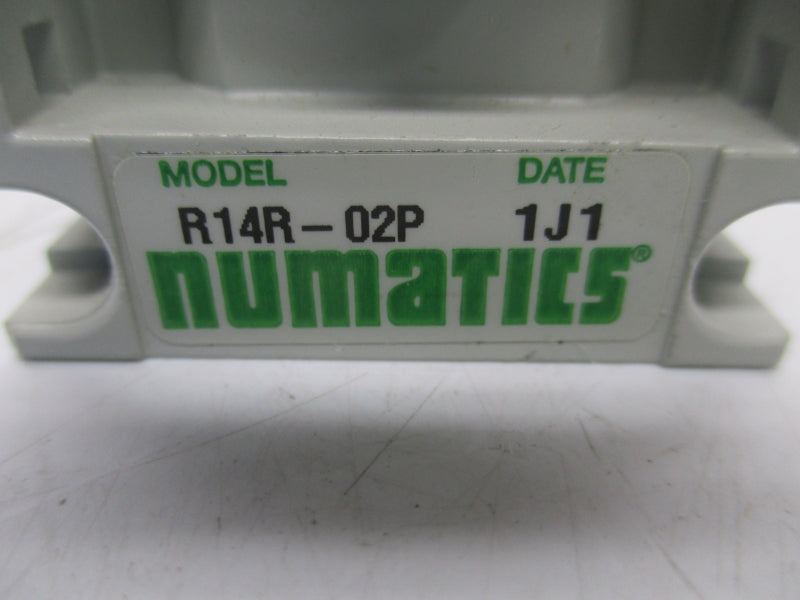 MODEL DATE
R14R-02P 1J1
numatics®